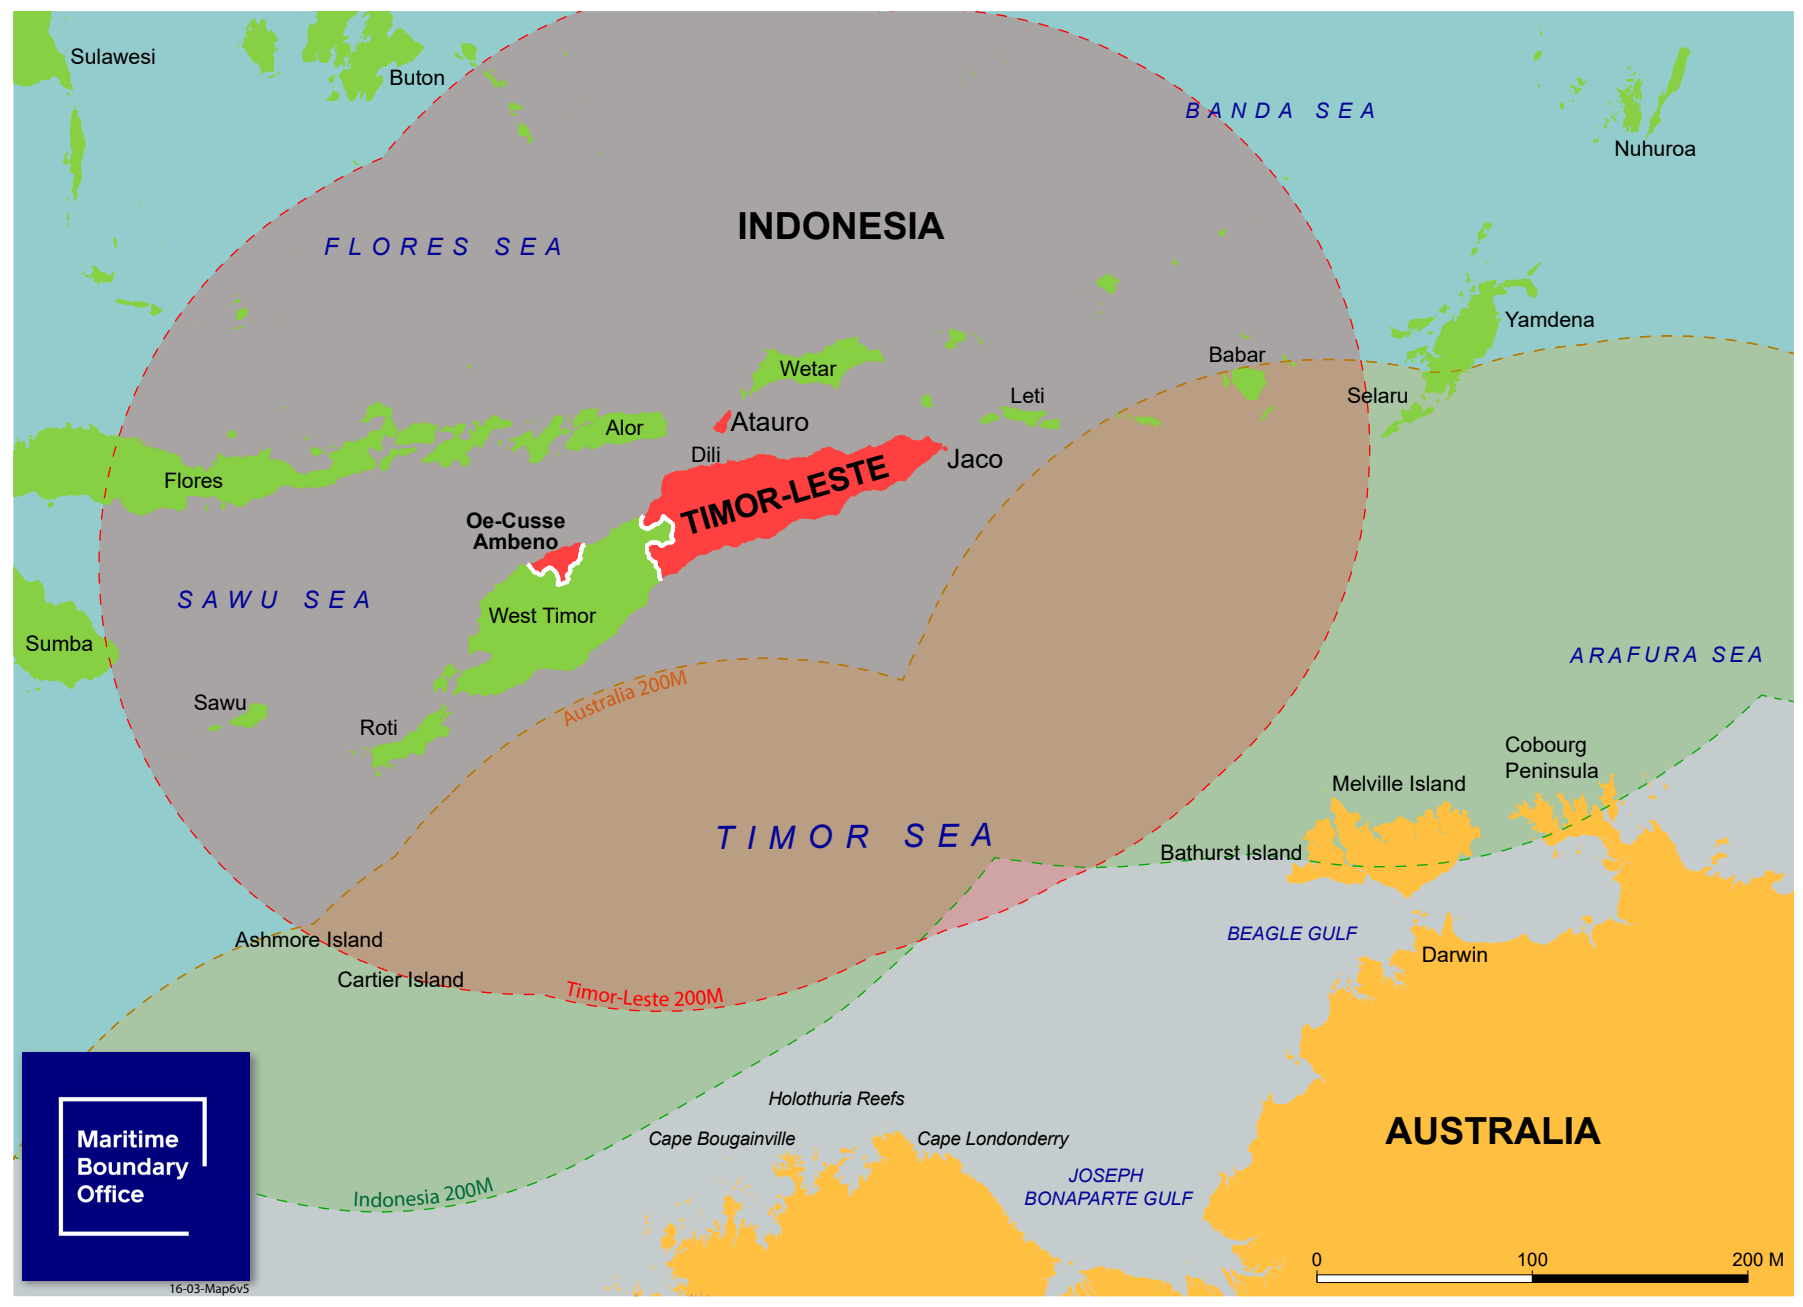 Sulawesi
Buton
BANDA SEA
Nuhuroa
INDONESIA
FLORES SEA
Yamdena
Babar
Wetar
Leti
Selaru
Atauro
Alor
Dili
Jaco
TIMOR-LESTE
Flores
Oe-Cusse
Ambeno
SAWU SEA
West Timor
Sumba
ARAFURA SEA
Australia 200M
Sawu
Roti
Cobourg
Peninsula
Melville Island
TIMOR SEA
Bathurst Island
Ashmore Island
BEAGLE GULF
Darwin
Cartier Island
Timor-Leste 200M
Holothuria Reefs
Cape Bougainville
Cape Londonderry
AUSTRALIA
JOSEPH
BONAPARTE GULF
Indonesia 200M
Maritime
Boundary
Office
0 100 200 M
16-03-Map6v5